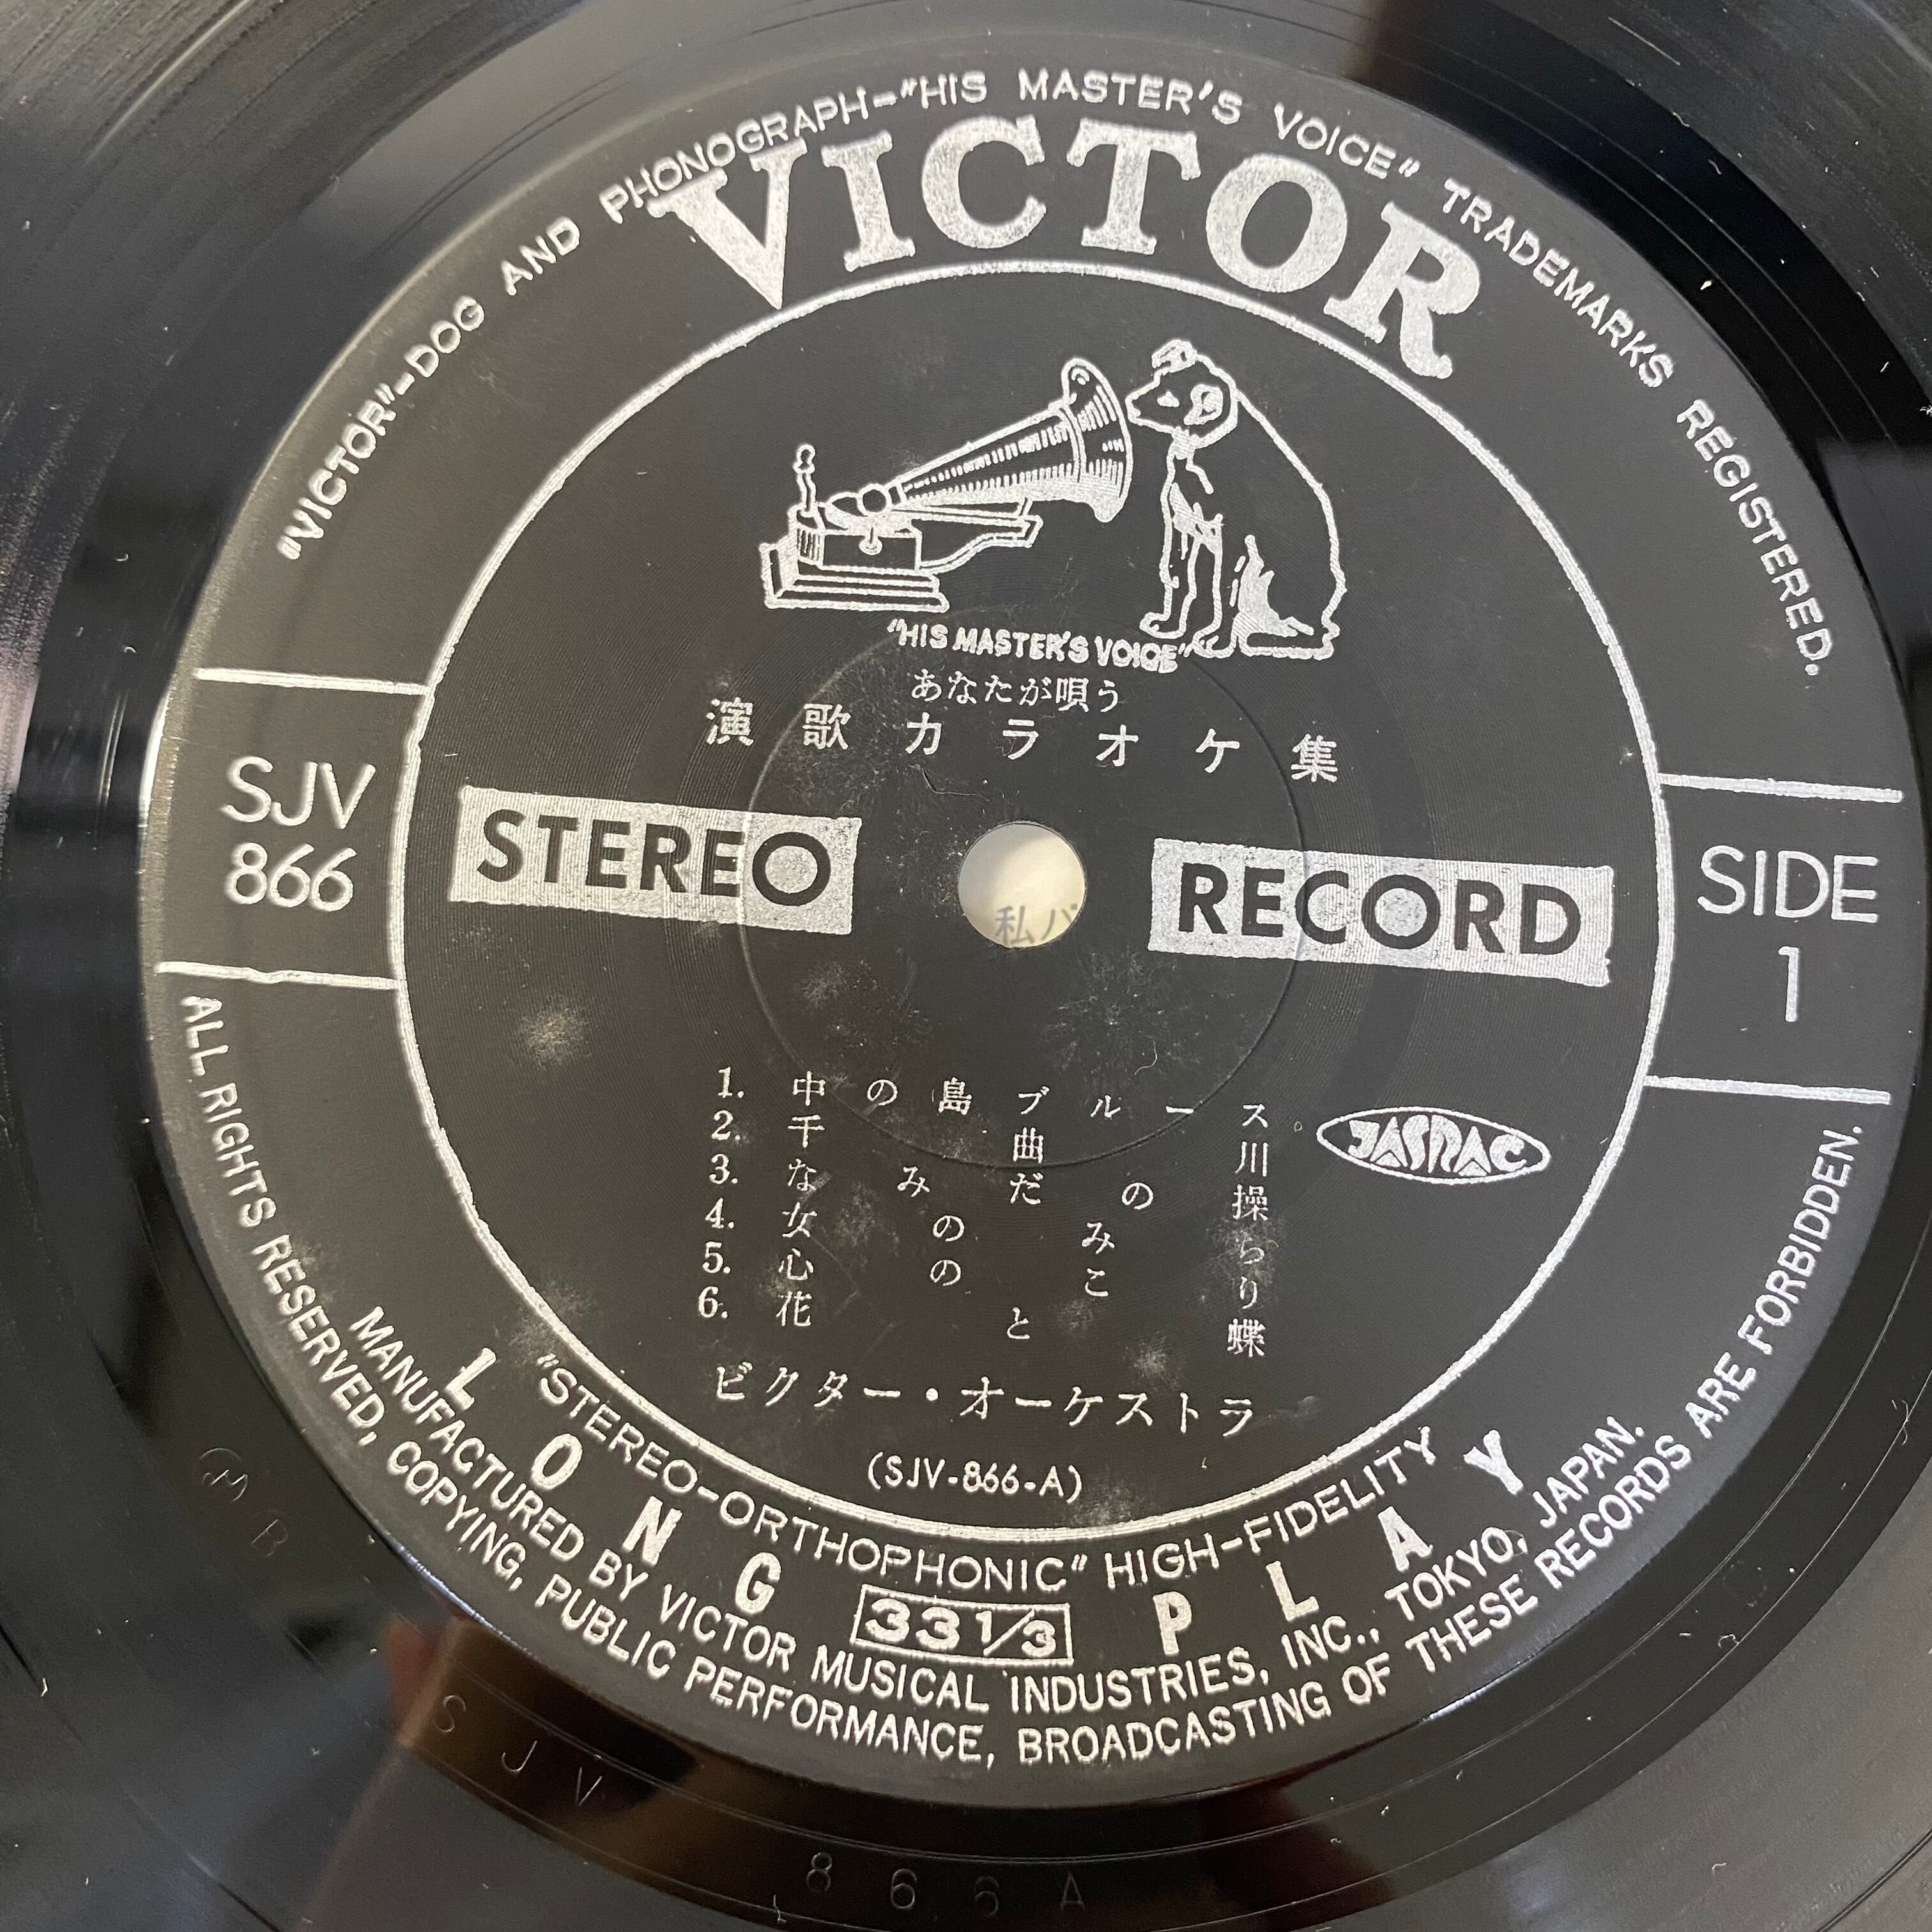 "VICTOR"-DOG AND PHONOGRAPH-"HIS MASTER'S VOICE" TRADEMARKS REGISTERED.
VICTOR
"HIS MASTER'S VOICE"
あなたが唄う
演歌カラオケ集
SJV
866
STEREO
RECORD
SIDE
1
私バ
1. 中の島ブルース
2. 千曲川
3. なみだの操
4. 女のみち
5. 心のこり
6. 花と蝶
JASRAC
ビクター・オーケストラ
(SJV-866-A)
"STEREO-ORTHOPHONIC" HIGH-FIDELITY
LONG 33 1/3 PLAY
MANUFACTURED BY VICTOR MUSICAL INDUSTRIES, INC., TOKYO, JAPAN.
ALL RIGHTS RESERVED, COPYING, PUBLIC PERFORMANCE, BROADCASTING OF THESE RECORDS ARE FORBIDDEN.
SJV 866A